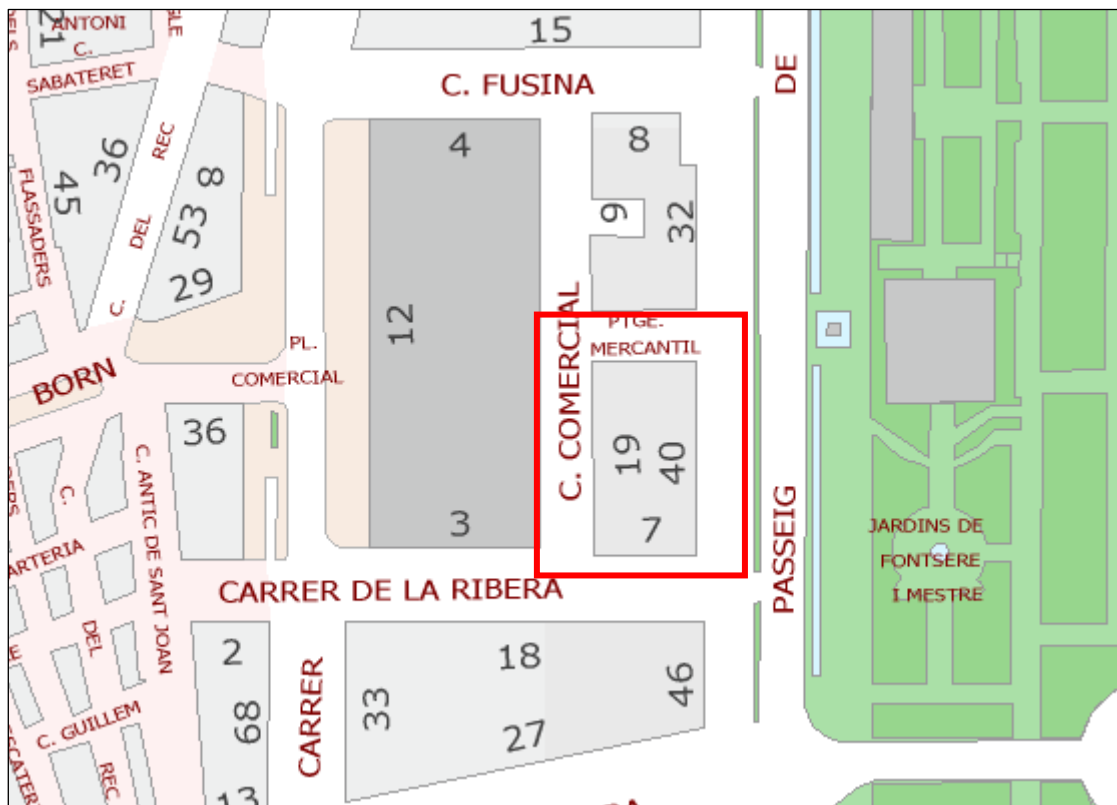 21
ANTONI
C.
SABATERET
15
C. FUSINA
DE
45
36
REC
DEL
C.
FLASSADERS
8
53
29
4
8
9
32
12
PL.
COMERCIAL
C. COMERCIAL
PTGE.
MERCANTIL
BORN
36
C.
C. ANTIC DE SANT JOAN
19
40
7
3
PASSEIG
JARDINS DE
FONTSERE
I MESTRE
CARRER DE LA RIBERA
DEL
2
68
13
CARRER
33
18
27
46
C. GUILLEM
REC